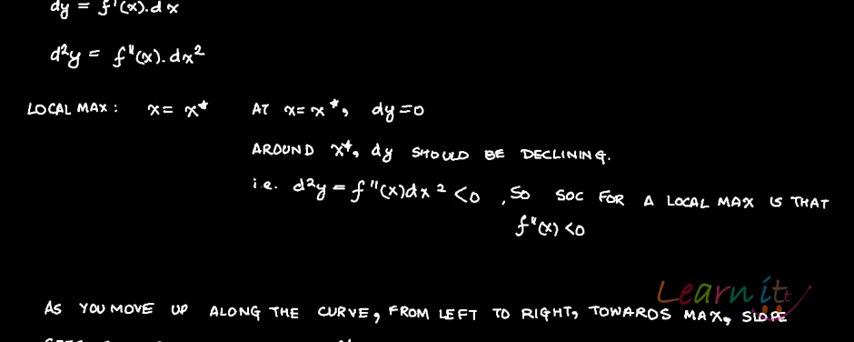 dy = f'(x).dx
d²y = f"(x).dx²
LOCAL MAX : x = x* AT x = x*, dy = 0
AROUND x*, dy SHOULD BE DECLINING.
i.e. d²y = f"(x)dx² <0 , SO SOC FOR A LOCAL MAX IS THAT
f"(x) <0
Learnitt
AS YOU MOVE UP ALONG THE CURVE, FROM LEFT TO RIGHT, TOWARDS MAX, SLOPE